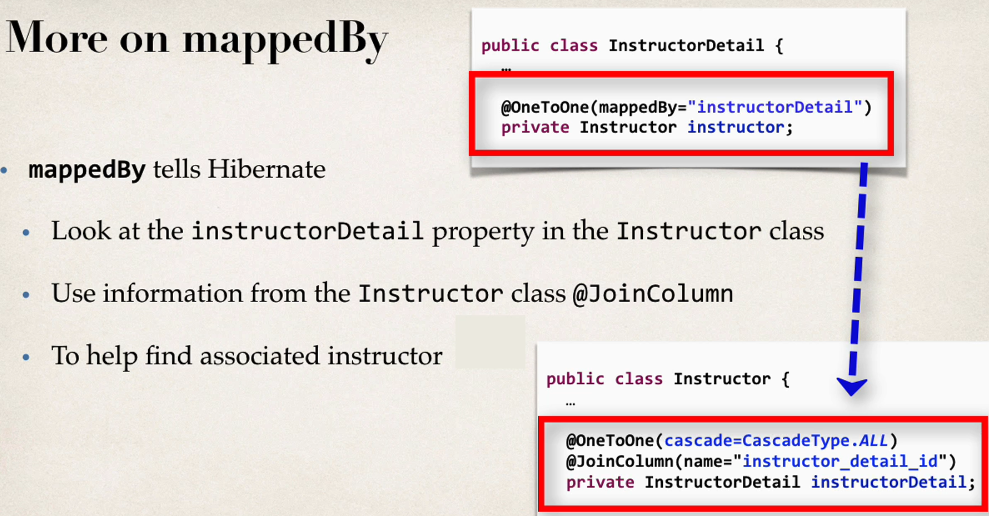 More on mappedBy
• mappedBy tells Hibernate
• Look at the instructorDetail property in the Instructor class
• Use information from the Instructor class @JoinColumn
• To help find associated instructor
public class InstructorDetail {
…
@OneToOne(mappedBy="instructorDetail")
private Instructor instructor;
public class Instructor {
…
@OneToOne(cascade=CascadeType.ALL)
@JoinColumn(name="instructor_detail_id")
private InstructorDetail instructorDetail;